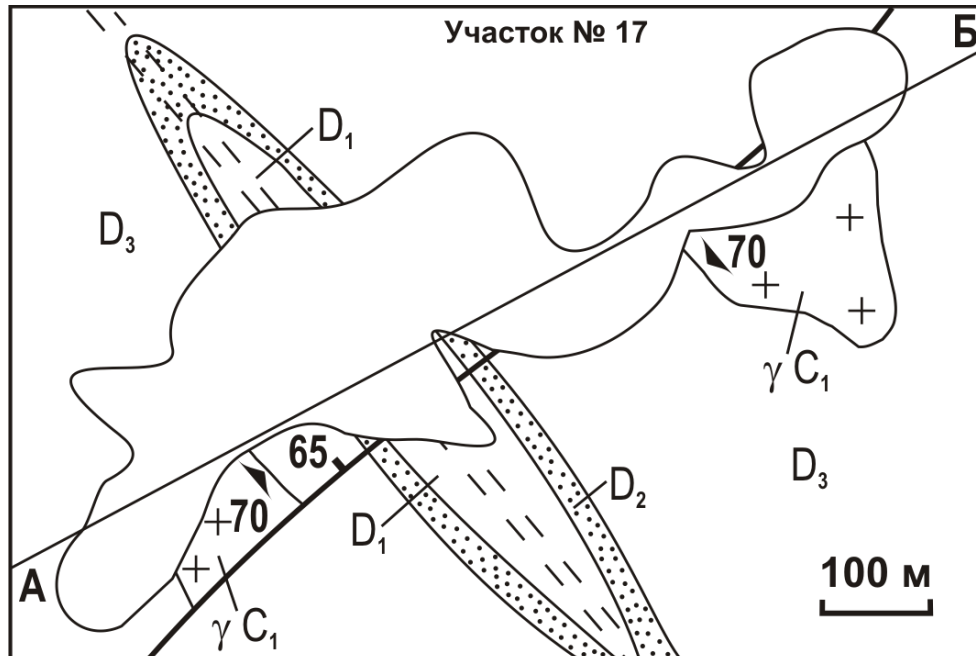 Участок № 17
Б
D₁
D₃
70
γ C₁
65
70
D₂
D₃
D₁
А
γ C₁
100 м